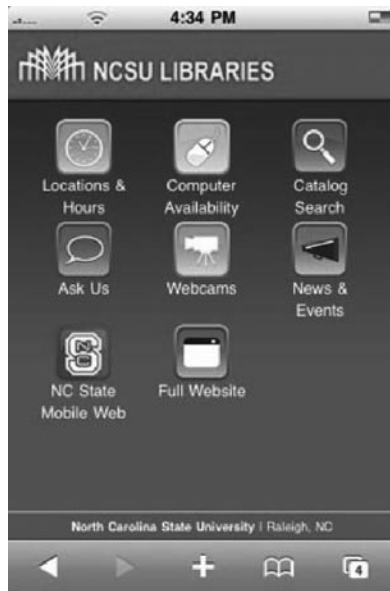 4:34 PM
NCSU LIBRARIES
Locations & Hours
Computer Availability
Catalog Search
Ask Us
Webcams
News & Events
NC State Mobile Web
Full Website
North Carolina State University | Raleigh, NC
4